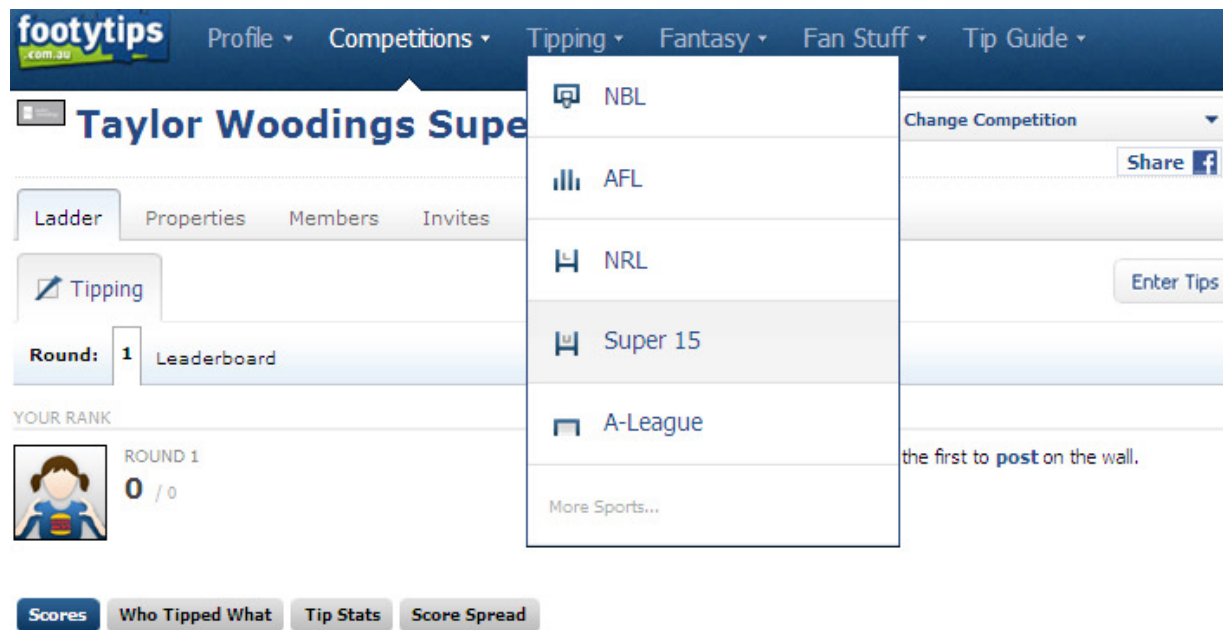 footytips
.com.au
Profile Competitions Tipping Fantasy Fan Stuff Tip Guide
NBL
AFL
NRL
Super 15
A-League
More Sports...
Taylor Woodings Supe
Change Competition
Share f
Ladder Properties Members Invites
Tipping
Enter Tips
Round: 1 Leaderboard
YOUR RANK
ROUND 1
0 / 0
the first to post on the wall.
Scores Who Tipped What Tip Stats Score Spread